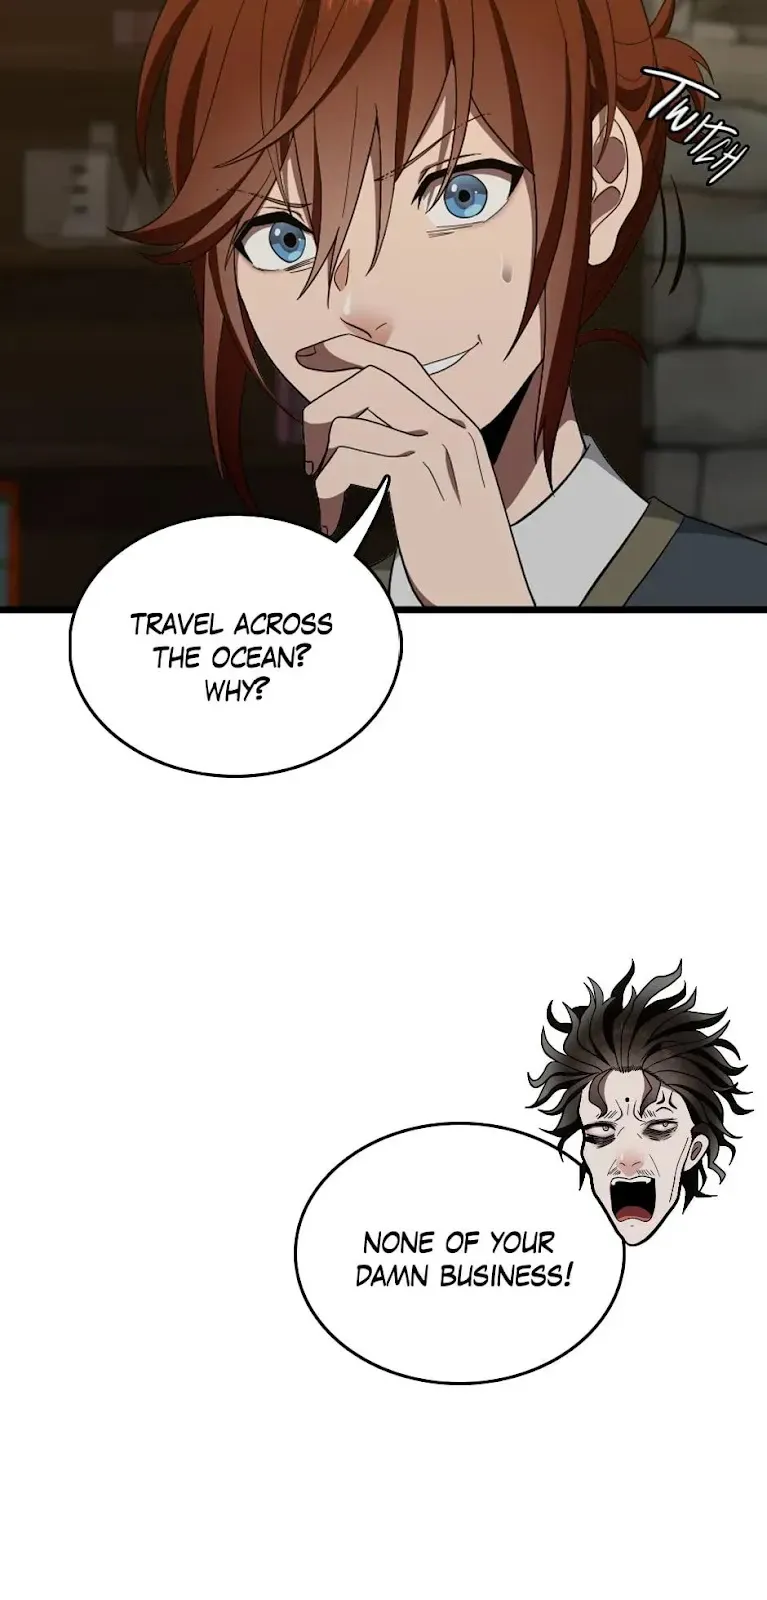 TWITCH
TRAVEL ACROSS
THE OCEAN?
WHY?
NONE OF YOUR
DAMN BUSINESS!